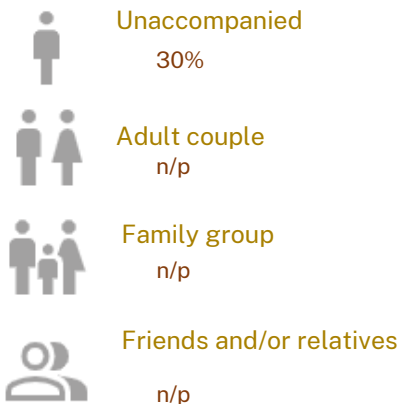 Unaccompanied
30%
Adult couple
n/p
Family group
n/p
Friends and/or relatives
n/p